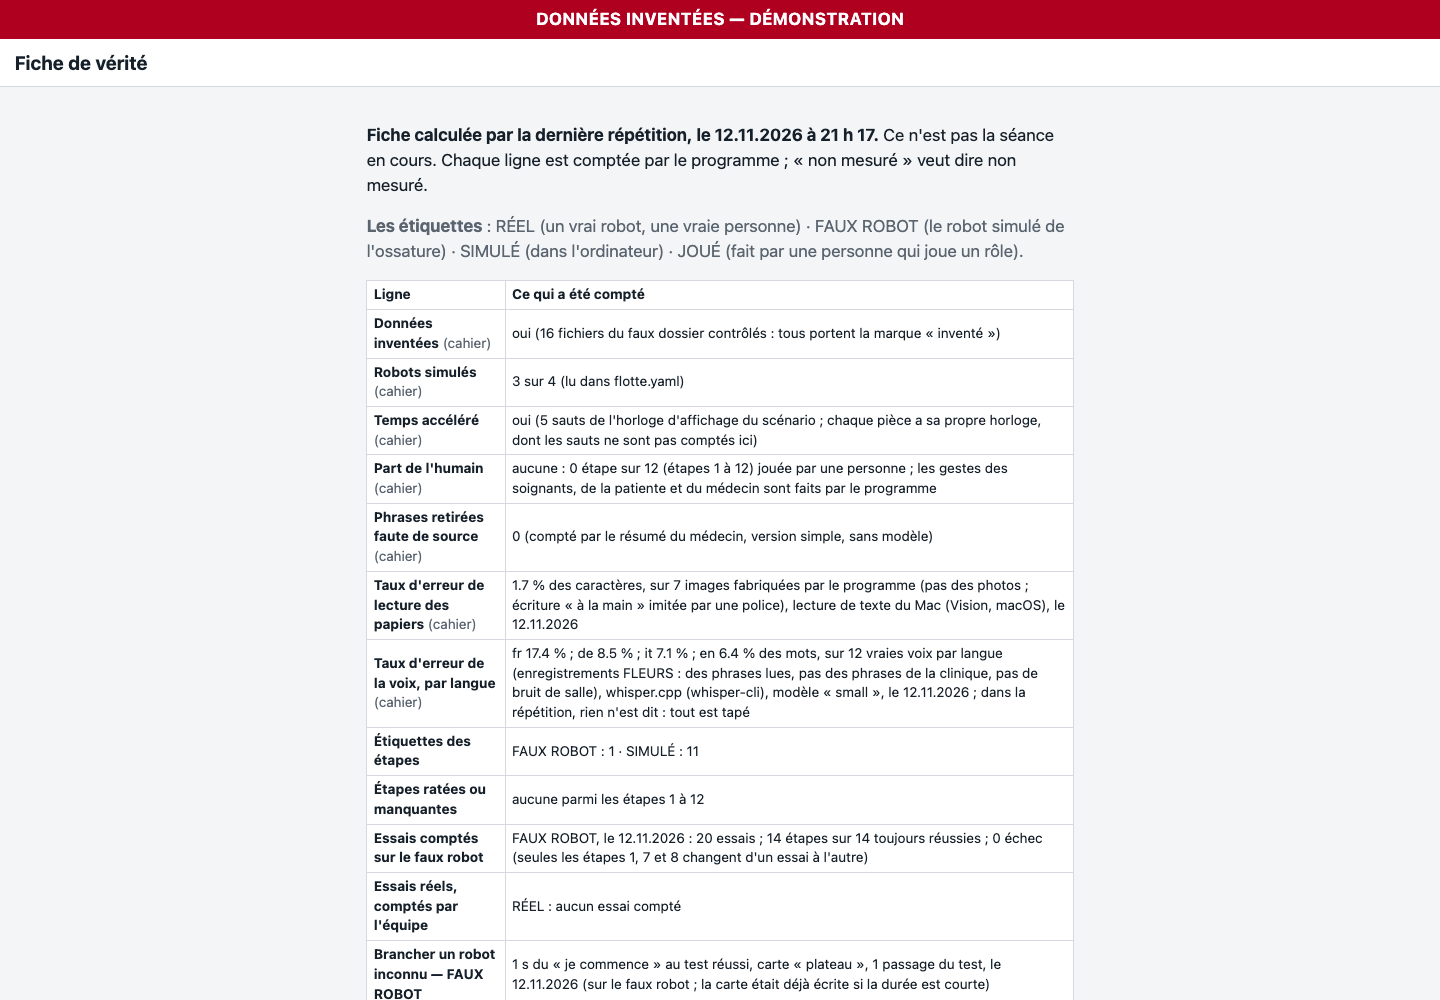 DONNÉES INVENTÉES — DÉMONSTRATION
Fiche de vérité
Fiche calculée par la dernière répétition, le 12.11.2026 à 21 h 17. Ce n'est pas la séance
en cours. Chaque ligne est comptée par le programme ; « non mesuré » veut dire non
mesuré.
Les étiquettes : RÉEL (un vrai robot, une vraie personne) · FAUX ROBOT (le robot simulé de
l'ossature) · SIMULÉ (dans l'ordinateur) · JOUÉ (fait par une personne qui joue un rôle).
Ligne
Ce qui a été compté
Données
inventées (cahier)
oui (16 fichiers du faux dossier contrôlés : tous portent la marque « inventé »)
Robots simulés
(cahier)
3 sur 4 (lu dans flotte.yaml)
Temps accéléré
(cahier)
oui (5 sauts de l'horloge d'affichage du scénario ; chaque pièce a sa propre horloge,
dont les sauts ne sont pas comptés ici)
Part de l'humain
(cahier)
aucune : 0 étape sur 12 (étapes 1 à 12) jouée par une personne ; les gestes des
soignants, de la patiente et du médecin sont faits par le programme
Phrases retirées
faute de source
(cahier)
0 (compté par le résumé du médecin, version simple, sans modèle)
Taux d'erreur de
lecture des
papiers (cahier)
1.7 % des caractères, sur 7 images fabriquées par le programme (pas des photos ;
écriture « à la main » imitée par une police), lecture de texte du Mac (Vision, macOS), le
12.11.2026
Taux d'erreur de
la voix, par langue
(cahier)
fr 17.4 % ; de 8.5 % ; it 7.1 % ; en 6.4 % des mots, sur 12 vraies voix par langue
(enregistrements FLEURS : des phrases lues, pas des phrases de la clinique, pas de
bruit de salle), whisper.cpp (whisper-cli), modèle « small », le 12.11.2026 ; dans la
répétition, rien n'est dit : tout est tapé
Étiquettes des
étapes
FAUX ROBOT : 1 · SIMULÉ : 11
Étapes ratées ou
manquantes
aucune parmi les étapes 1 à 12
Essais comptés
sur le faux robot
FAUX ROBOT, le 12.11.2026 : 20 essais ; 14 étapes sur 14 toujours réussies ; 0 échec
(seules les étapes 1, 7 et 8 changent d'un essai à l'autre)
Essais réels,
comptés par
l'équipe
RÉEL : aucun essai compté
Brancher un robot
inconnu — FAUX
ROBOT
1 s du « je commence » au test réussi, carte « plateau », 1 passage du test, le
12.11.2026 (sur le faux robot ; la carte était déjà écrite si la durée est courte)